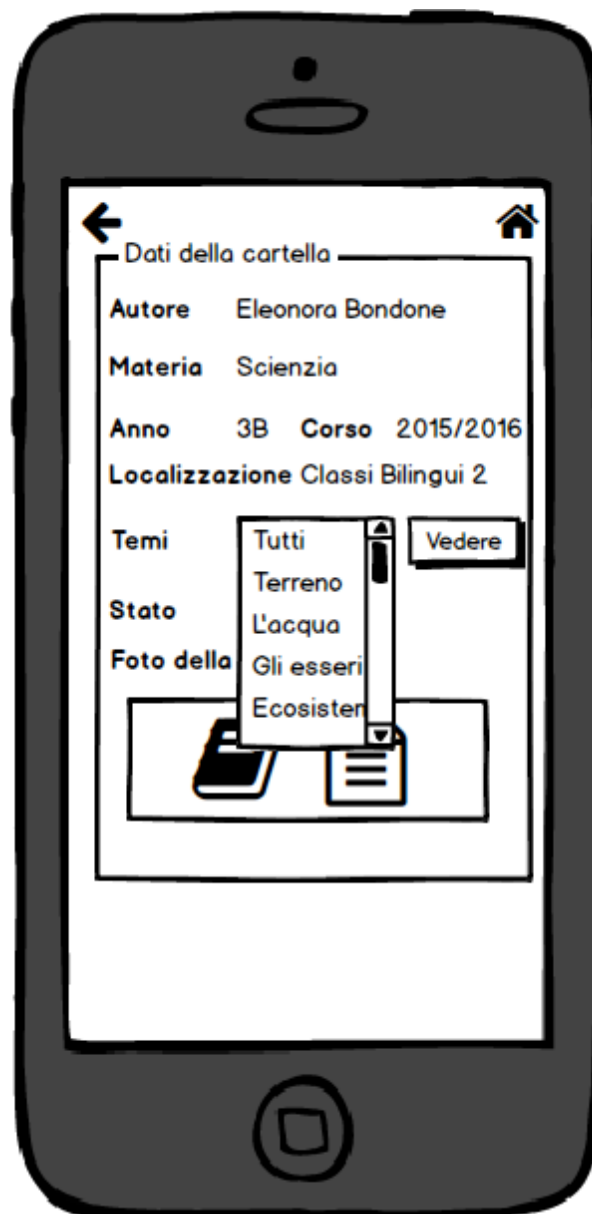 Dati della cartella
Autore Eleonora Bondone
Materia Scienzia
Anno 3B Corso 2015/2016
Localizzazione Classi Bilingui 2
Temi Tutti Vedere
Terreno
Stato
L'acqua
Foto della Gli esseri
Ecosistem